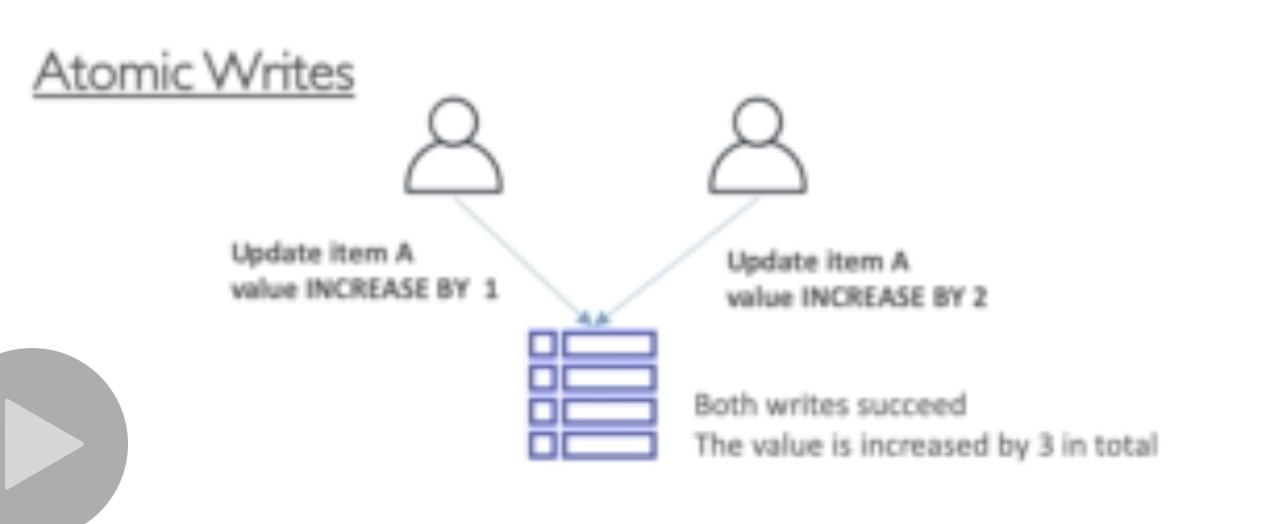 Atomic Writes
Update item A
value INCREASE BY 1
Update item A
value INCREASE BY 2
Both writes succeed
The value is increased by 3 in total